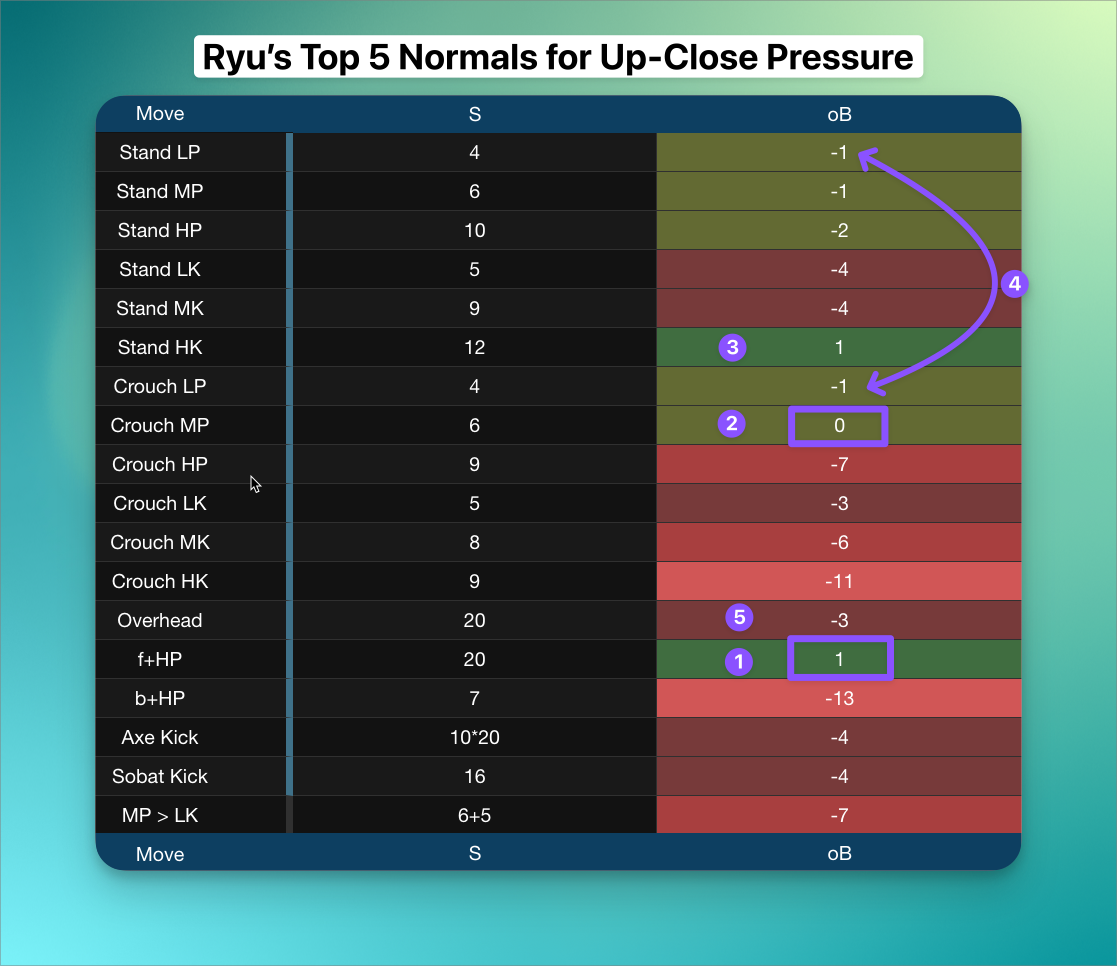 Ryu's Top 5 Normals for Up-Close Pressure
Move S oB
Stand LP 4 -1
Stand MP 6 -1
Stand HP 10 -2
Stand LK 5 -4
4
Stand MK 9 -4
Stand HK 12 3 1
Crouch LP 4 -1
Crouch MP 6 2 0
Crouch HP 9 -7
Crouch LK 5 -3
Crouch MK 8 -6
Crouch HK 9 -11
Overhead 20 5 -3
f+HP 20 1 1
b+HP 7 -13
Axe Kick 10*20 -4
Sobat Kick 16 -4
MP > LK 6+5 -7
Move S oB